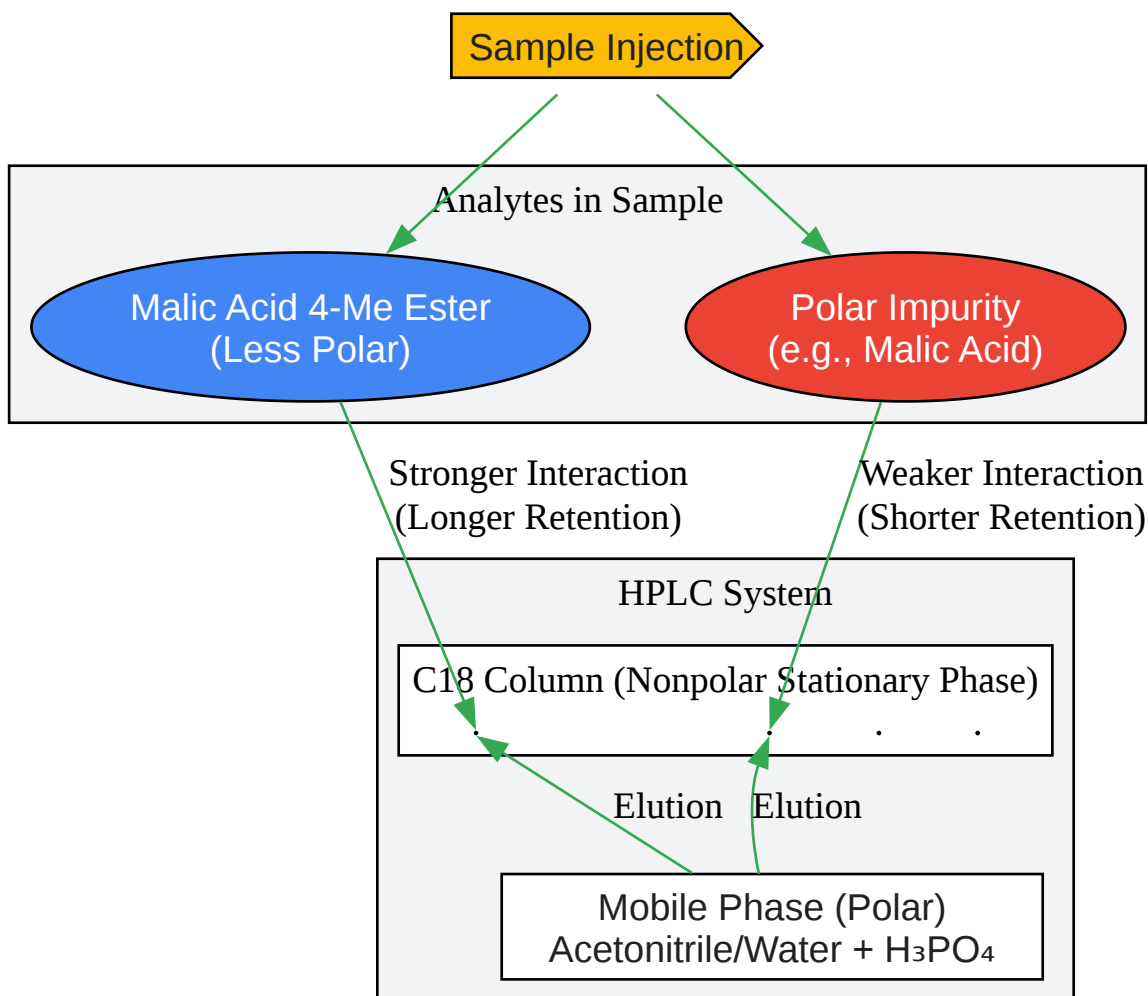 Sample Injection
Analytes in Sample
Malic Acid 4-Me Ester
(Less Polar)
Polar Impurity
(e.g., Malic Acid)
Stronger Interaction
(Longer Retention)
Weaker Interaction
(Shorter Retention)
HPLC System
C18 Column (Nonpolar Stationary Phase)
Elution
Elution
Mobile Phase (Polar)
Acetonitrile/Water + H₃PO₄